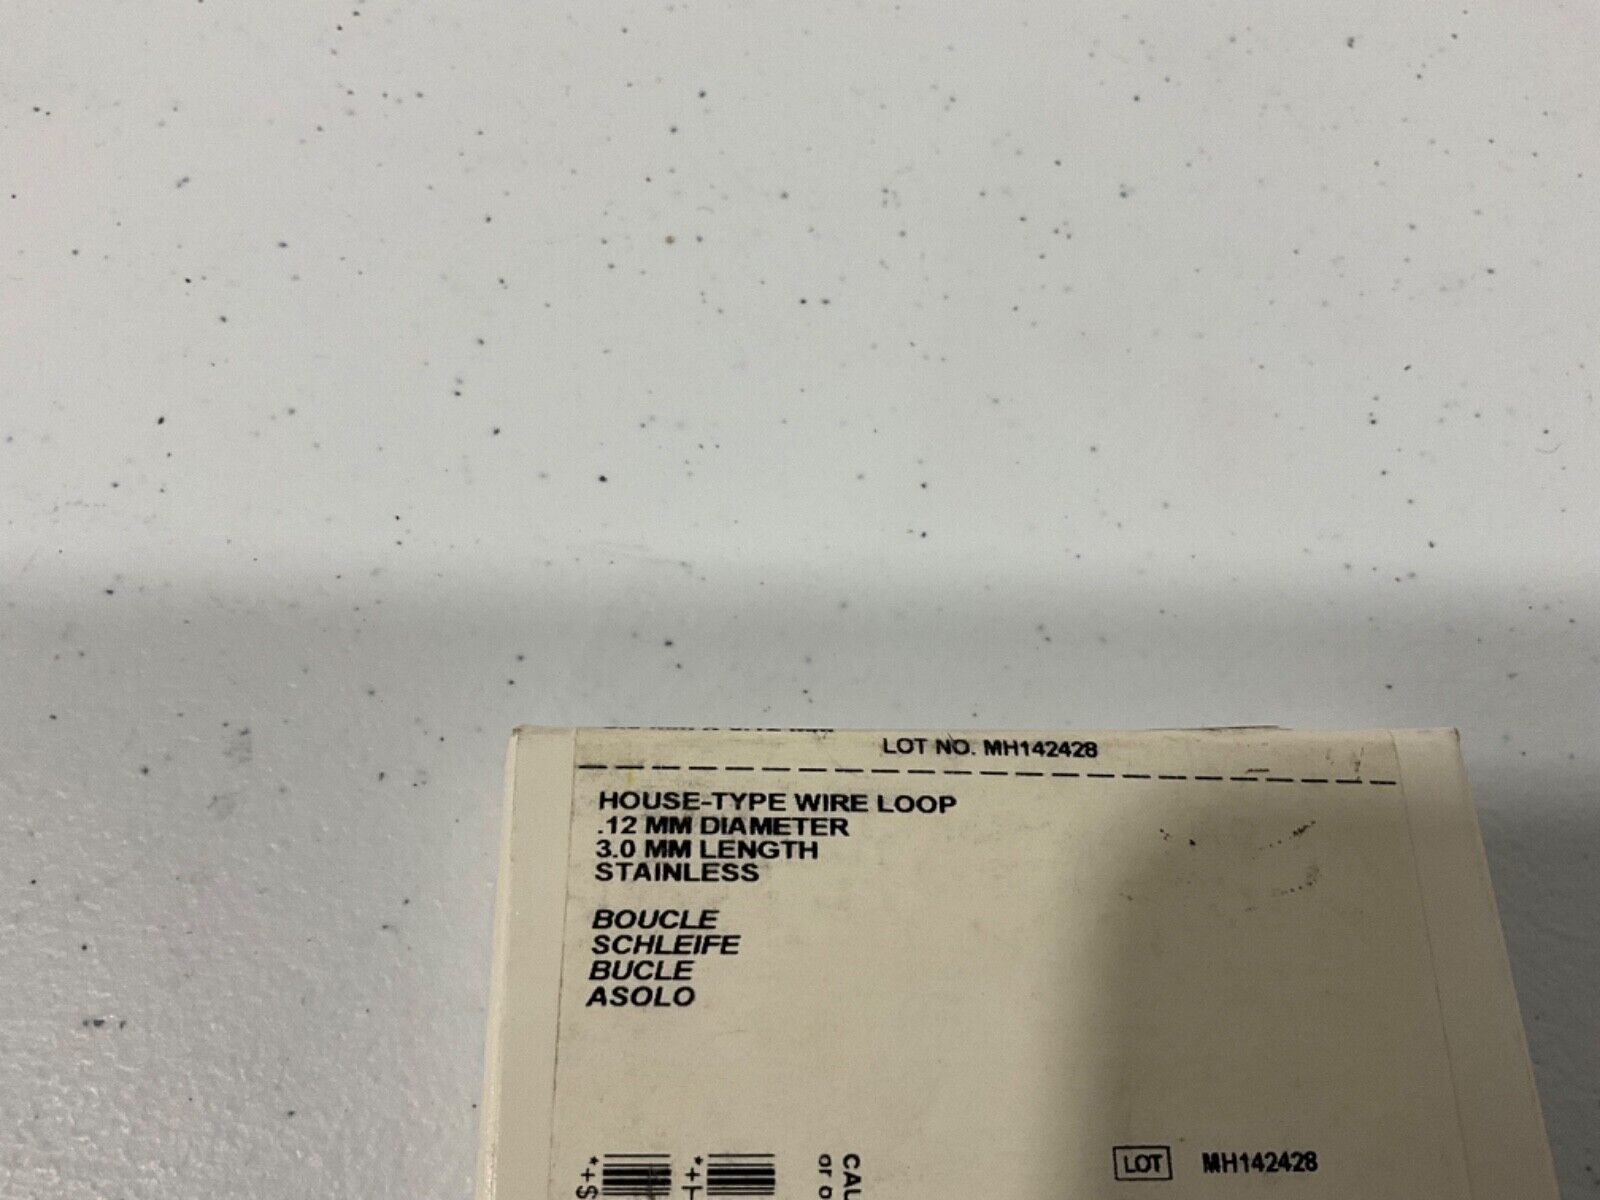 LOT NO. MH142428
HOUSE-TYPE WIRE LOOP
.12 MM DIAMETER
3.0 MM LENGTH
STAINLESS
BOUCLE
SCHLEIFE
BUCLE
ASOLO
LOT MH142428